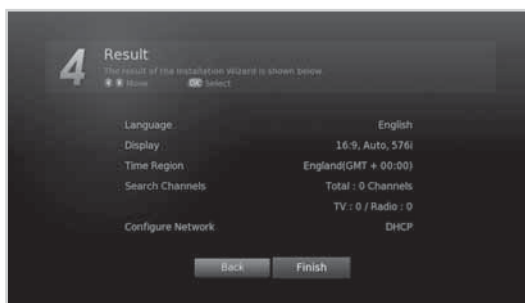 4
Result
The result of the Installation Wizard is shown below.
Move OK Select
Language English
Display 16:9, Auto, 576i
Time Region England(GMT + 00:00)
Search Channels Total : 0 Channels
TV : 0 / Radio : 0
Configure Network DHCP
Back Finish